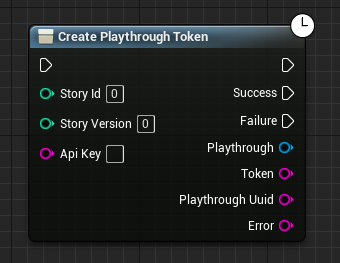 Create Playthrough Token
Story Id 0
Success
Story Version 0
Failure
Api Key
Playthrough
Token
Playthrough Uuid
Error